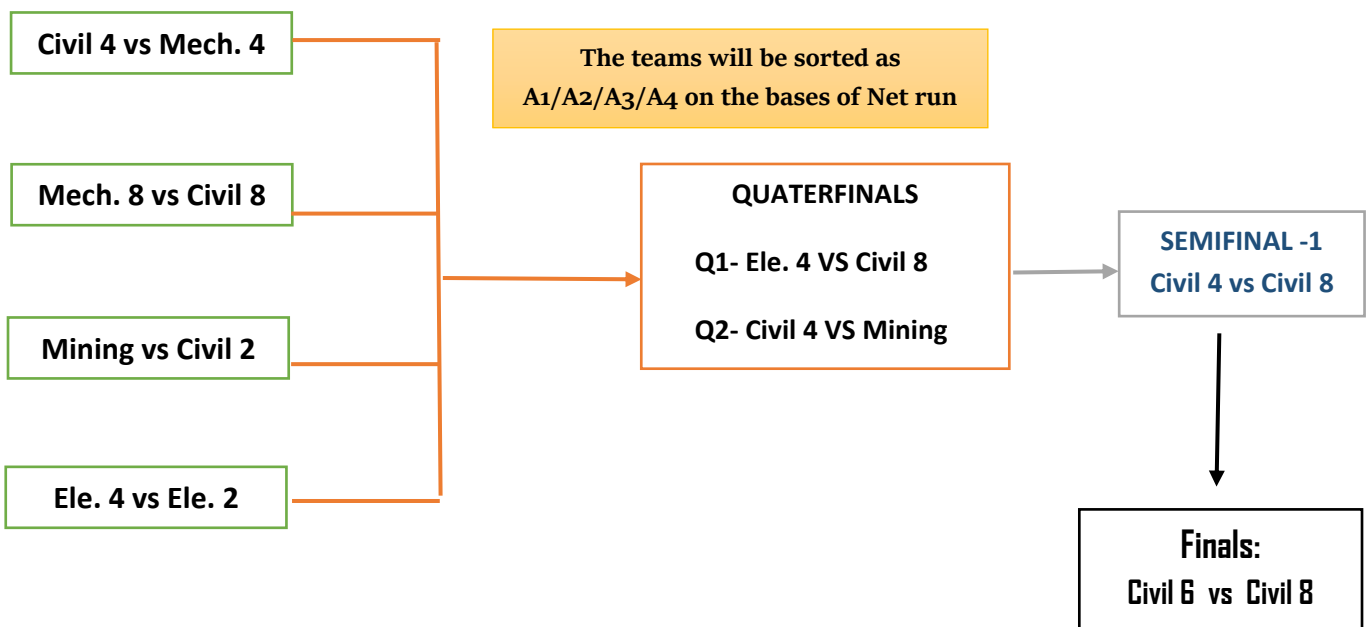 Civil 4 vs Mech. 4
The teams will be sorted as
A1/A2/A3/A4 on the bases of Net run
Mech. 8 vs Civil 8
Mining vs Civil 2
Ele. 4 vs Ele. 2
QUATERFINALS
Q1- Ele. 4 VS Civil 8
Q2- Civil 4 VS Mining
SEMIFINAL -1
Civil 4 vs Civil 8
Finals:
Civil 6 vs Civil 8